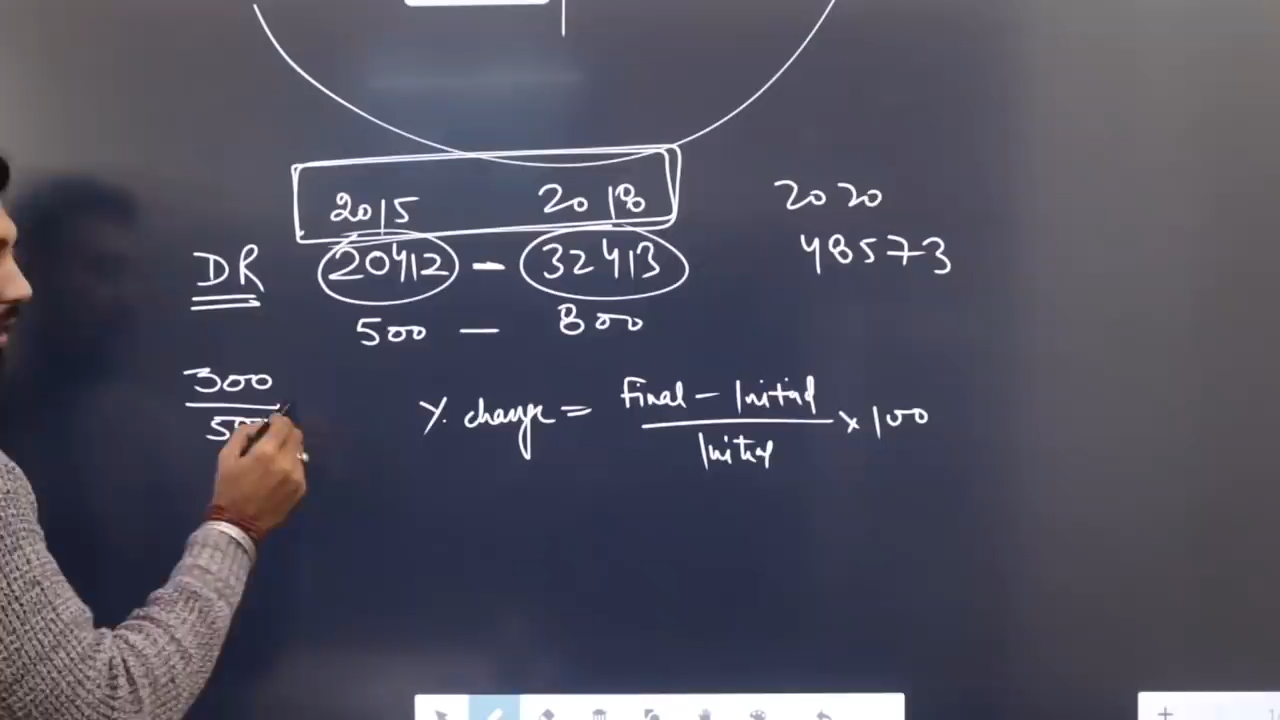 2015 2018 2020
DR 20412 - 32413 48573
500 - 800
300
% change = Final - Initial × 100
Initial